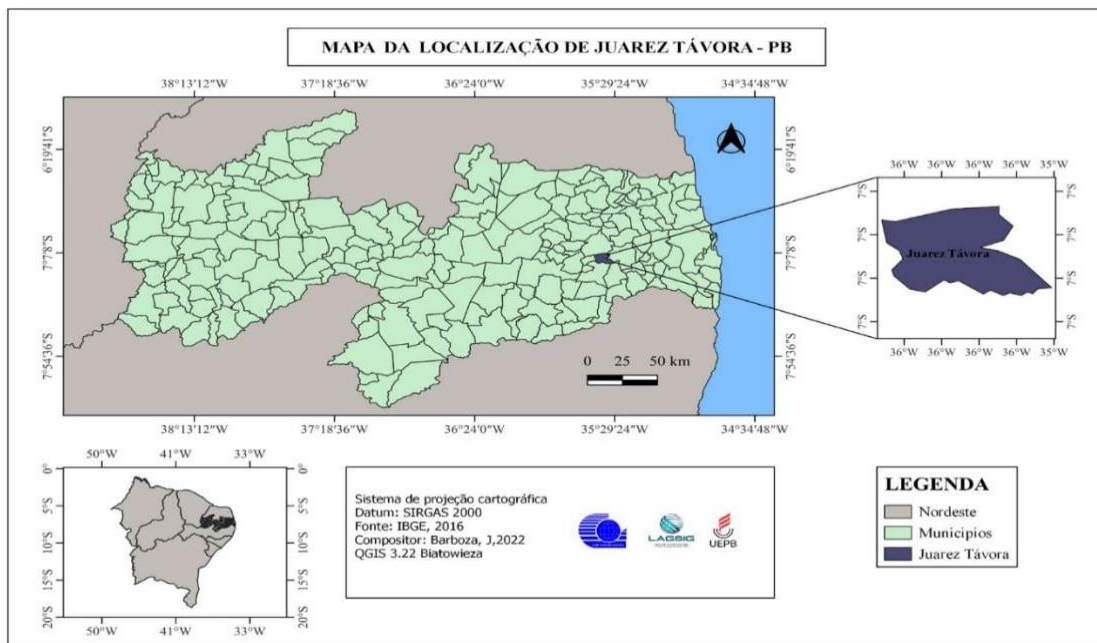 MAPA DA LOCALIZAÇÃO DE JUAREZ TÁVORA - PB
38°13'12"W 37°18'36"W 36°24'0"W 35°29'24"W 34°34'48"W
6°19'41"S 6°19'41"S
7°7'8"S 7°7'8"S
7°54'36"S 7°54'36"S
0 25 50 km
38°13'12"W 37°18'36"W 36°24'0"W 35°29'24"W 34°34'48"W
36°W 36°W 36°W 36°W 35°W
7°S 7°S
7°S 7°S
Juarez Távora
7°S 7°S
7°S 7°S
36°W 36°W 36°W 36°W 35°W
50°W 41°W 33°W
0° 0°
5°S 5°S
10°S 10°S
15°S 15°S
20°S 20°S
50°W 41°W 33°W
Sistema de projeção cartográfica
Datum: SIRGAS 2000
Fonte: IBGE, 2016
Compositor: Barboza, J,2022
QGIS 3.22 Biatowieza
LAGSIG
UEPB
LEGENDA
Nordeste
Municípios
Juarez Távora